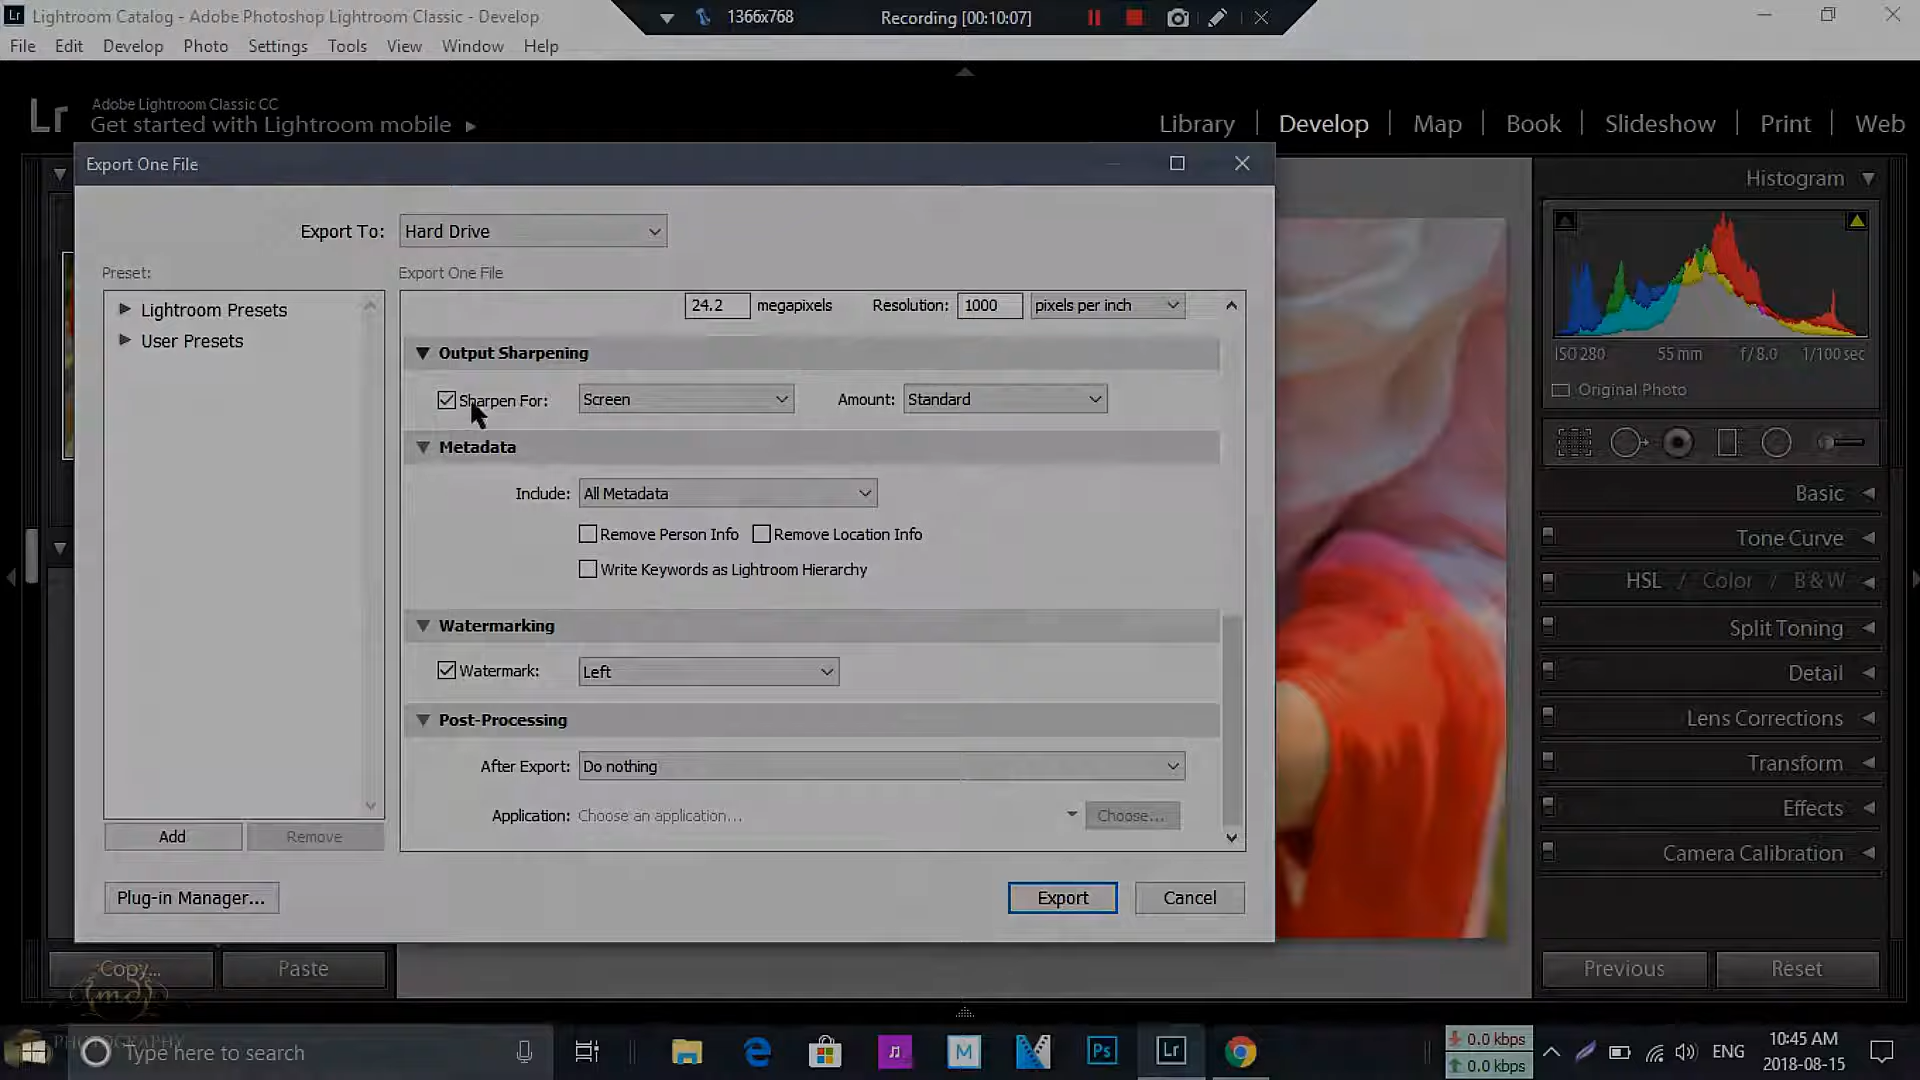 Lightroom Catalog - Adobe Photoshop Lightroom Classic - Develop
1366x768
Recording [00:10:07]
File Edit Develop Photo Settings Tools View Window Help
Lr
Adobe Lightroom Classic CC
Get started with Lightroom mobile
Library | Develop | Map | Book | Slideshow | Print | Web
Export One File
Histogram
Export To: Hard Drive
Preset:
Export One File
Lightroom Presets
User Presets
24.2 megapixels Resolution: 1000 pixels per inch
Output Sharpening
Sharpen For: Screen Amount: Standard
Metadata
Include: All Metadata
Remove Person Info Remove Location Info
Write Keywords as Lightroom Hierarchy
Watermarking
Watermark: Left
Post-Processing
After Export: Do nothing
Application: Choose an application... Choose...
Add Remove
Plug-in Manager...
Export Cancel
ISO 280 55 mm f/8.0 1/100 sec
Original Photo
Basic
Tone Curve
HSL / Color / B & W
Split Toning
Detail
Lens Corrections
Transform
Effects
Camera Calibration
Copy... Paste
Previous Reset
md
PHOTOGRAPHY
Type here to search
M
Ps
Lr
0.0 kbps
0.0 kbps
ENG
10:45 AM
2018-08-15